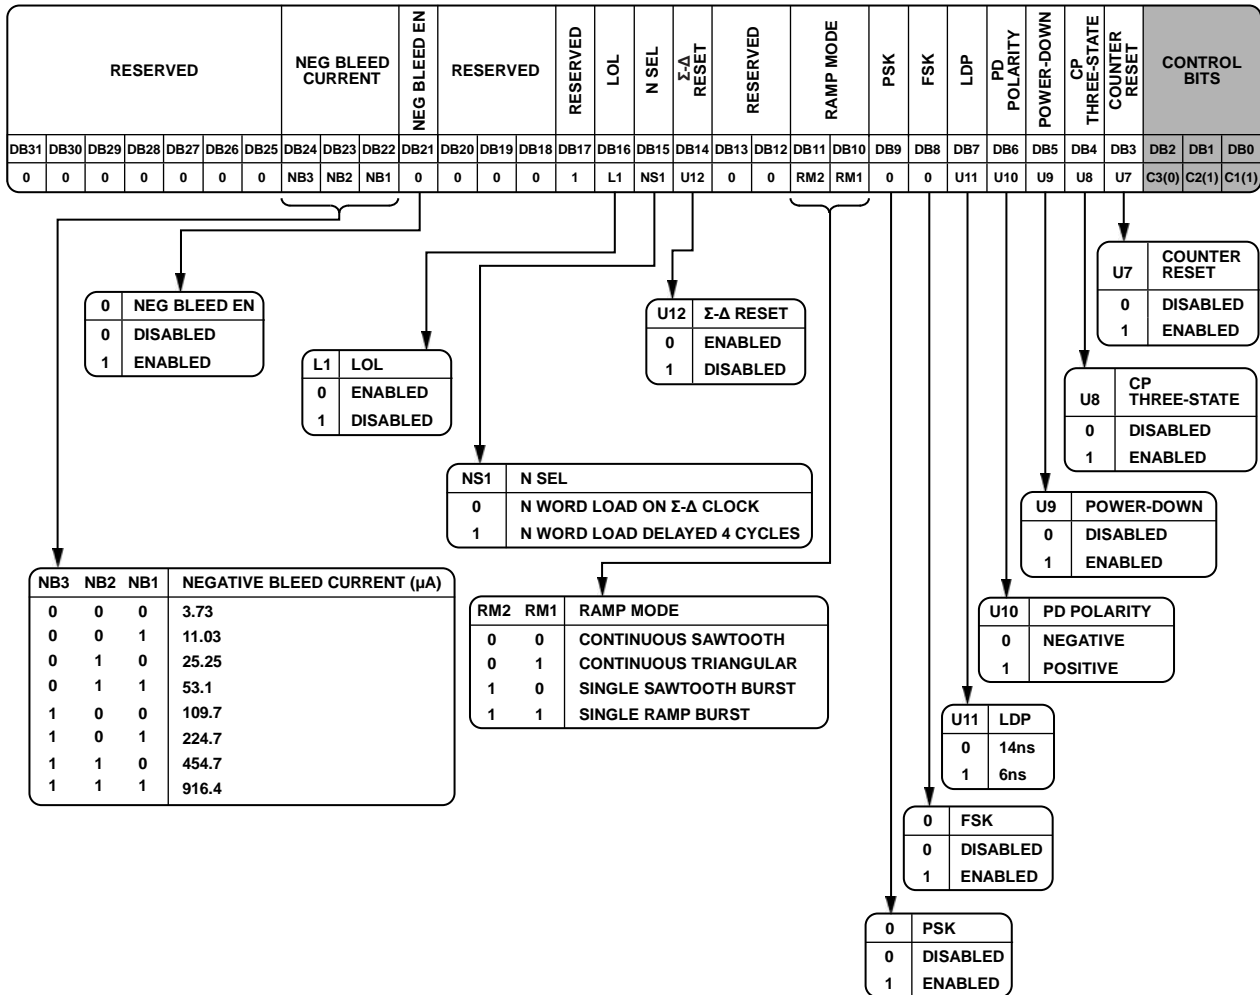 RESERVED NEG BLEED CURRENT NEG BLEED EN RESERVED RESERVED LOL N SEL Σ-Δ RESET RESERVED RAMP MODE PSK FSK LDP PD POLARITY POWER-DOWN CP THREE-STATE COUNTER RESET CONTROL BITS
DB31 DB30 DB29 DB28 DB27 DB26 DB25 DB24 DB23 DB22 DB21 DB20 DB19 DB18 DB17 DB16 DB15 DB14 DB13 DB12 DB11 DB10 DB9 DB8 DB7 DB6 DB5 DB4 DB3 DB2 DB1 DB0
0 0 0 0 0 0 0 NB3 NB2 NB1 0 0 0 0 1 L1 NS1 U12 0 0 RM2 RM1 0 0 U11 U10 U9 U8 U7 C3(0) C2(1) C1(1)
U7 COUNTER RESET
0 DISABLED
1 ENABLED
0 NEG BLEED EN
0 DISABLED
1 ENABLED
U12 Σ-Δ RESET
0 ENABLED
1 DISABLED
L1 LOL
0 ENABLED
1 DISABLED
U8 CP THREE-STATE
0 DISABLED
1 ENABLED
NS1 N SEL
0 N WORD LOAD ON Σ-Δ CLOCK
1 N WORD LOAD DELAYED 4 CYCLES
U9 POWER-DOWN
0 DISABLED
1 ENABLED
NB3 NB2 NB1 NEGATIVE BLEED CURRENT (µA)
0 0 0 3.73
0 0 1 11.03
0 1 0 25.25
0 1 1 53.1
1 0 0 109.7
1 0 1 224.7
1 1 0 454.7
1 1 1 916.4
RM2 RM1 RAMP MODE
0 0 CONTINUOUS SAWTOOTH
0 1 CONTINUOUS TRIANGULAR
1 0 SINGLE SAWTOOTH BURST
1 1 SINGLE RAMP BURST
U10 PD POLARITY
0 NEGATIVE
1 POSITIVE
U11 LDP
0 14ns
1 6ns
0 FSK
0 DISABLED
1 ENABLED
0 PSK
0 DISABLED
1 ENABLED